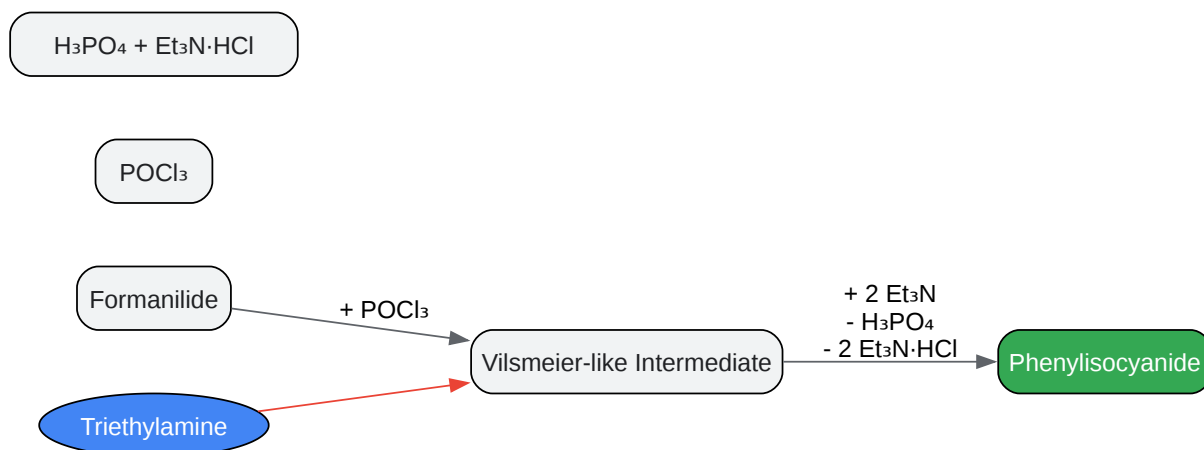 H₃PO₄ + Et₃N·HCl
POCl₃
Formanilide
+ POCl₃
Triethylamine
Vilsmeier-like Intermediate
+ 2 Et₃N
- H₃PO₄
- 2 Et₃N·HCl
Phenylisocyanide